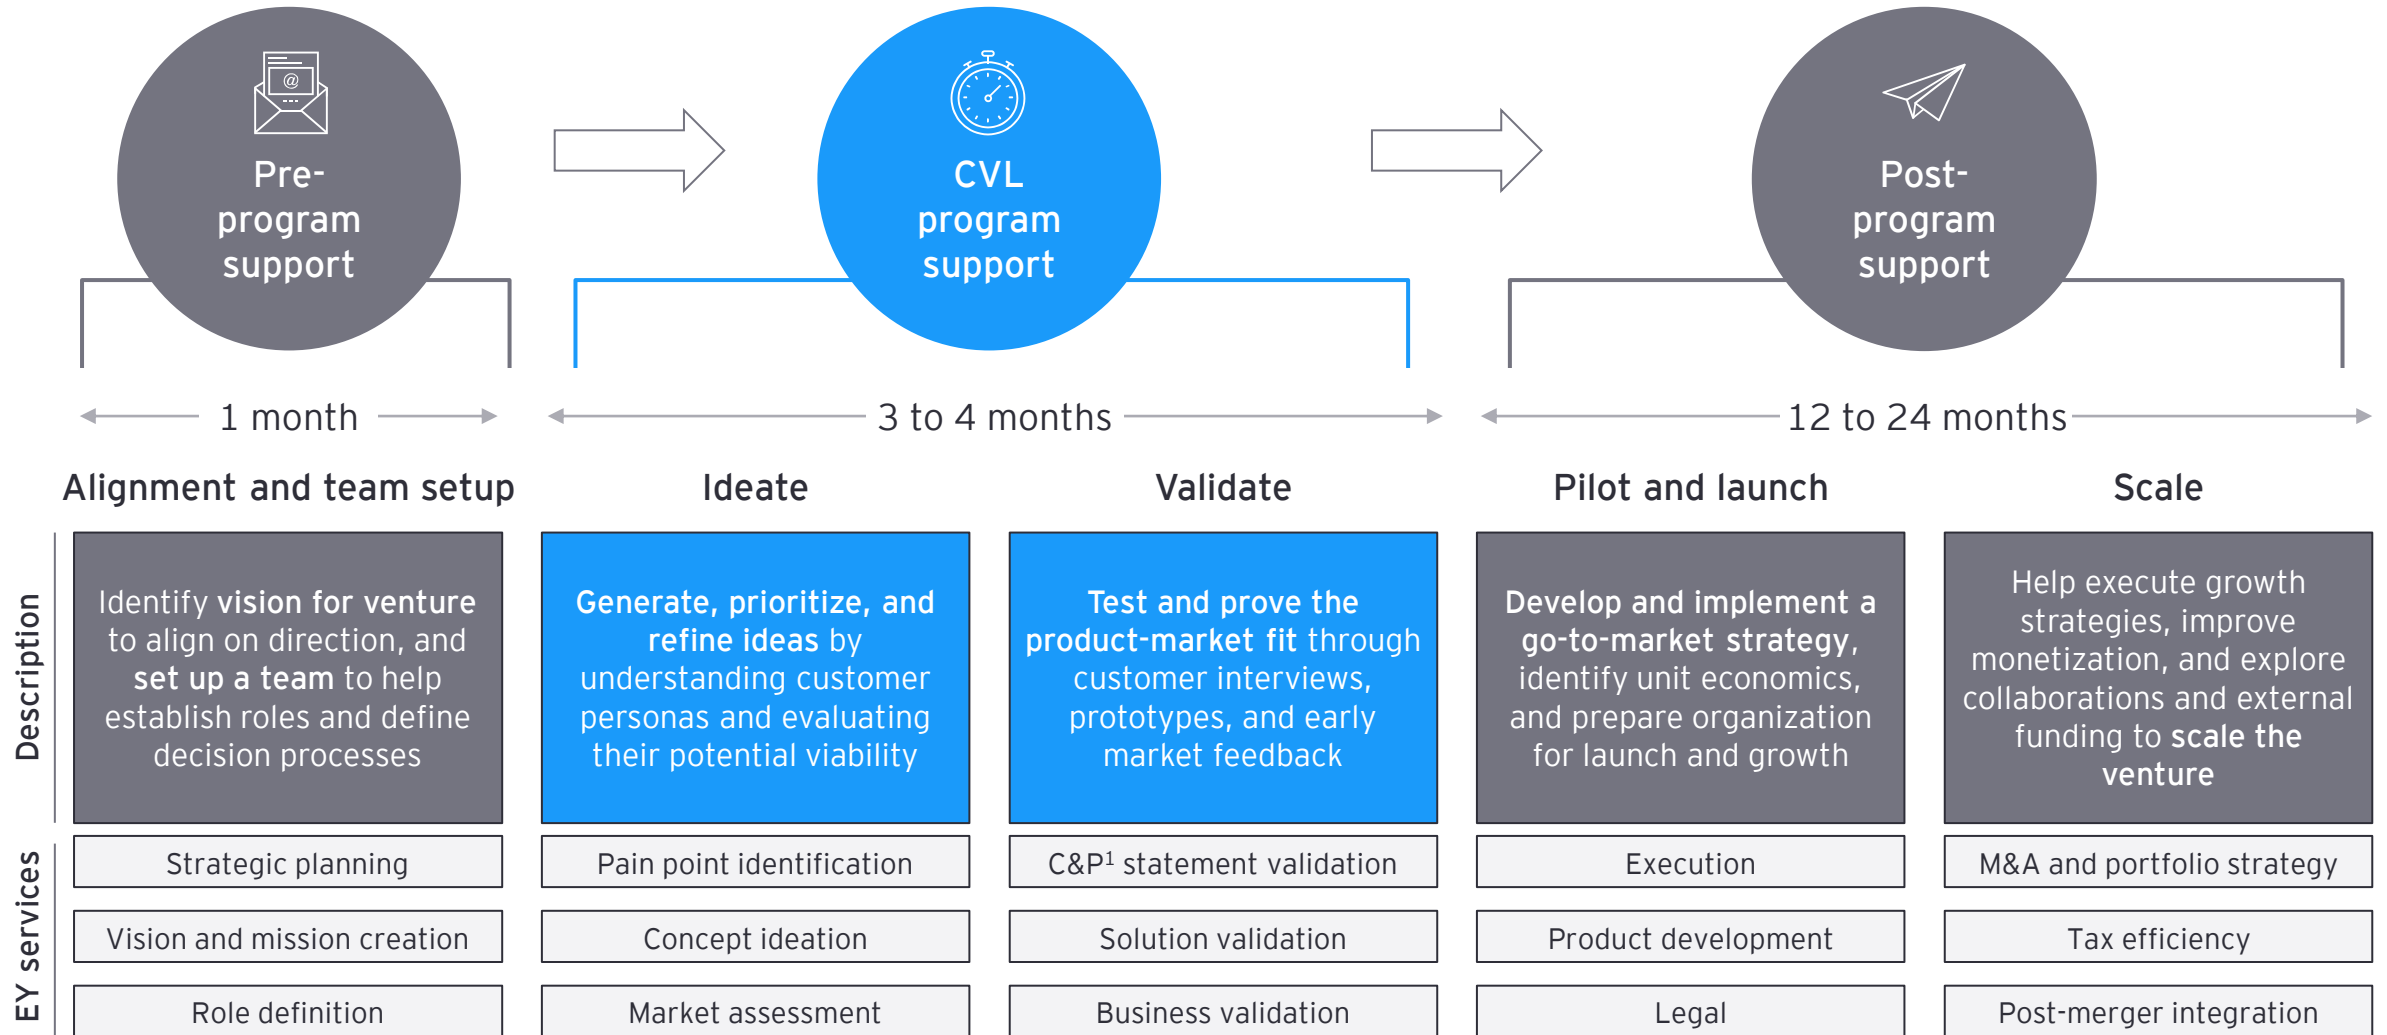 @
Pre-
program
support
CVL
program
support
Post-
program
support
1 month
3 to 4 months
12 to 24 months
Alignment and team setup
Ideate
Validate
Pilot and launch
Scale
Description
Identify vision for venture
to align on direction, and
set up a team to help
establish roles and define
decision processes
Generate, prioritize, and
refine ideas by
understanding customer
personas and evaluating
their potential viability
Test and prove the
product-market fit through
customer interviews,
prototypes, and early
market feedback
Develop and implement a
go-to-market strategy,
identify unit economics,
and prepare organization
for launch and growth
Help execute growth
strategies, improve
monetization, and explore
collaborations and external
funding to scale the
venture
EY services
Strategic planning
Pain point identification
C&P¹ statement validation
Execution
M&A and portfolio strategy
Vision and mission creation
Concept ideation
Solution validation
Product development
Tax efficiency
Role definition
Market assessment
Business validation
Legal
Post-merger integration